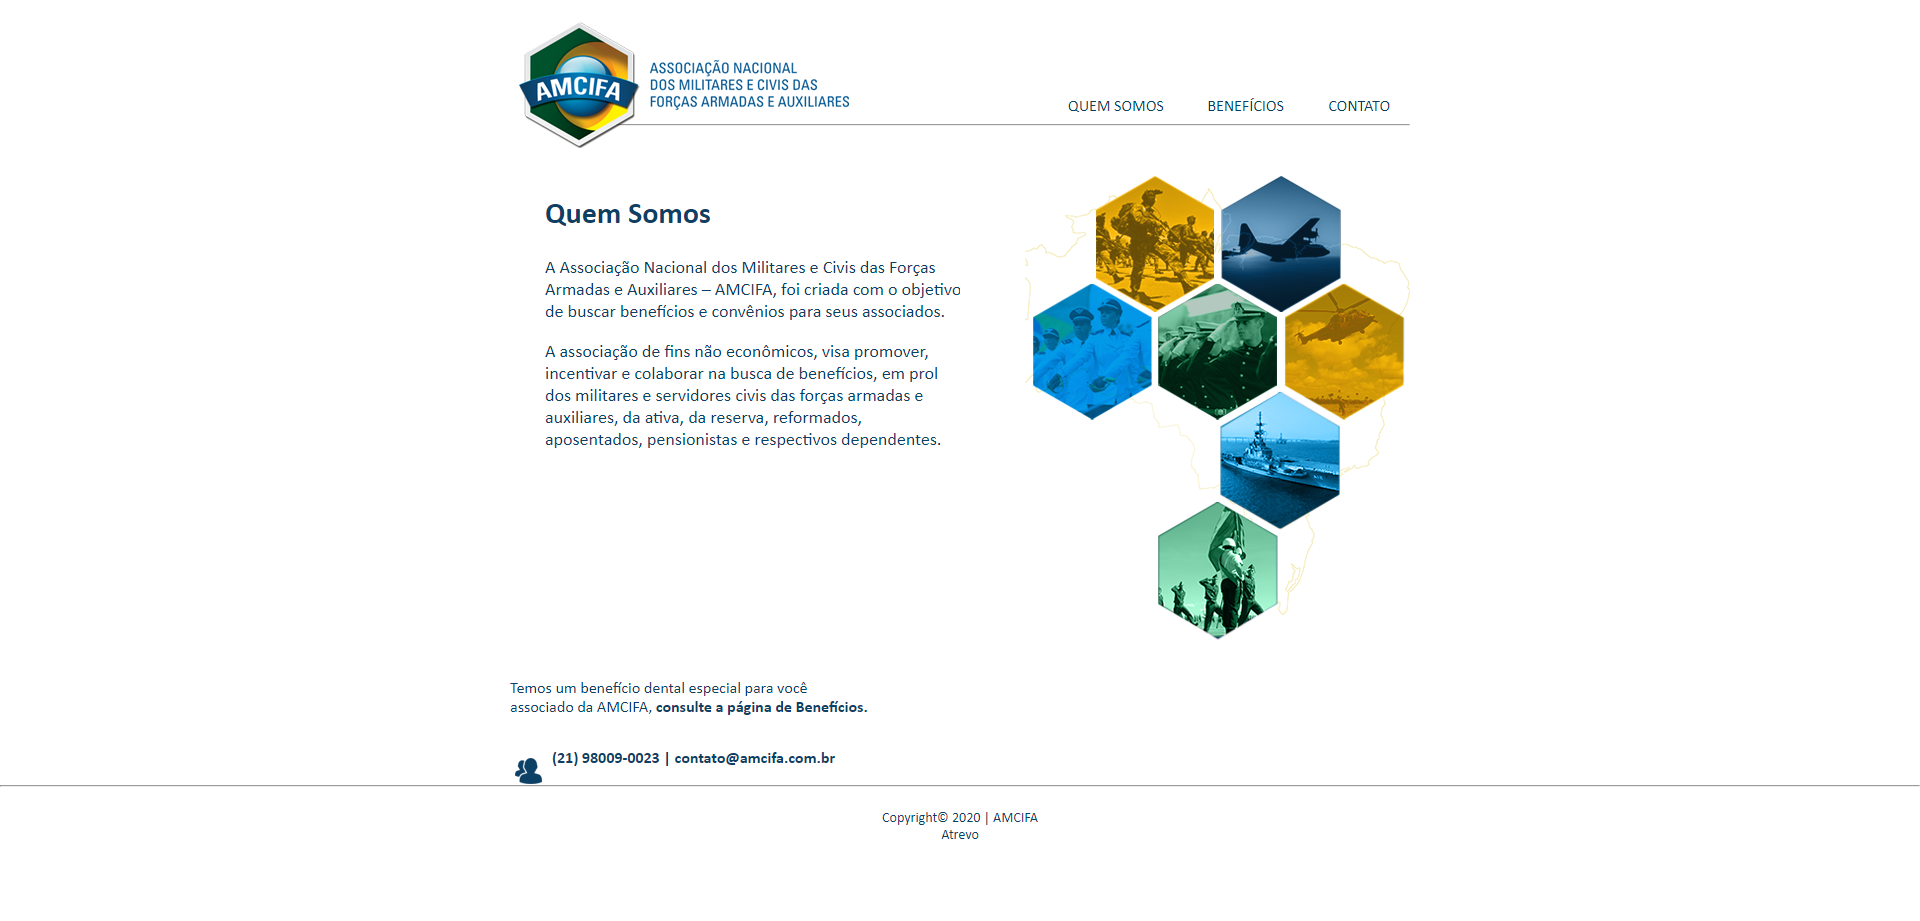 AMCIFA
ASSOCIAÇÃO NACIONAL
DOS MILITARES E CIVIS DAS
FORÇAS ARMADAS E AUXILIARES
QUEM SOMOS
BENEFÍCIOS
CONTATO
Quem Somos
A Associação Nacional dos Militares e Civis das Forças
Armadas e Auxiliares – AMCIFA, foi criada com o objetivo
de buscar benefícios e convênios para seus associados.
A associação de fins não econômicos, visa promover,
incentivar e colaborar na busca de benefícios, em prol
dos militares e servidores civis das forças armadas e
auxiliares, da ativa, da reserva, reformados,
aposentados, pensionistas e respectivos dependentes.
Temos um benefício dental especial para você
associado da AMCIFA, consulte a página de Benefícios.
(21) 98009-0023 | contato@amcifa.com.br
Copyright© 2020 | AMCIFA
Atrevo